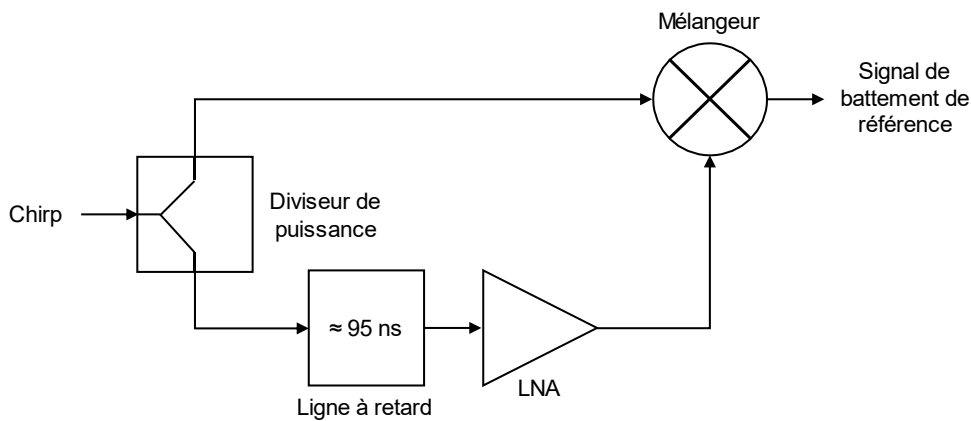 Mélangeur
Signal de
battement de
référence
Chirp
Diviseur de
puissance
≈ 95 ns
LNA
Ligne à retard